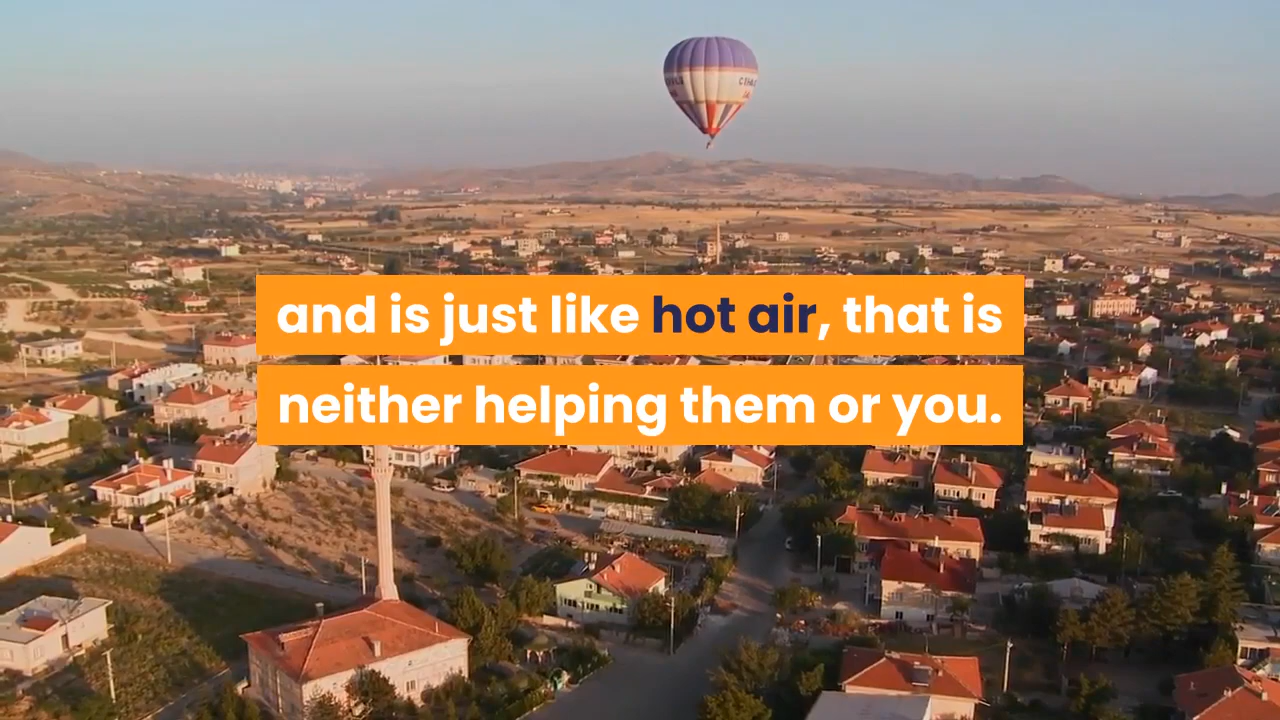 and is just like hot air, that is
neither helping them or you.